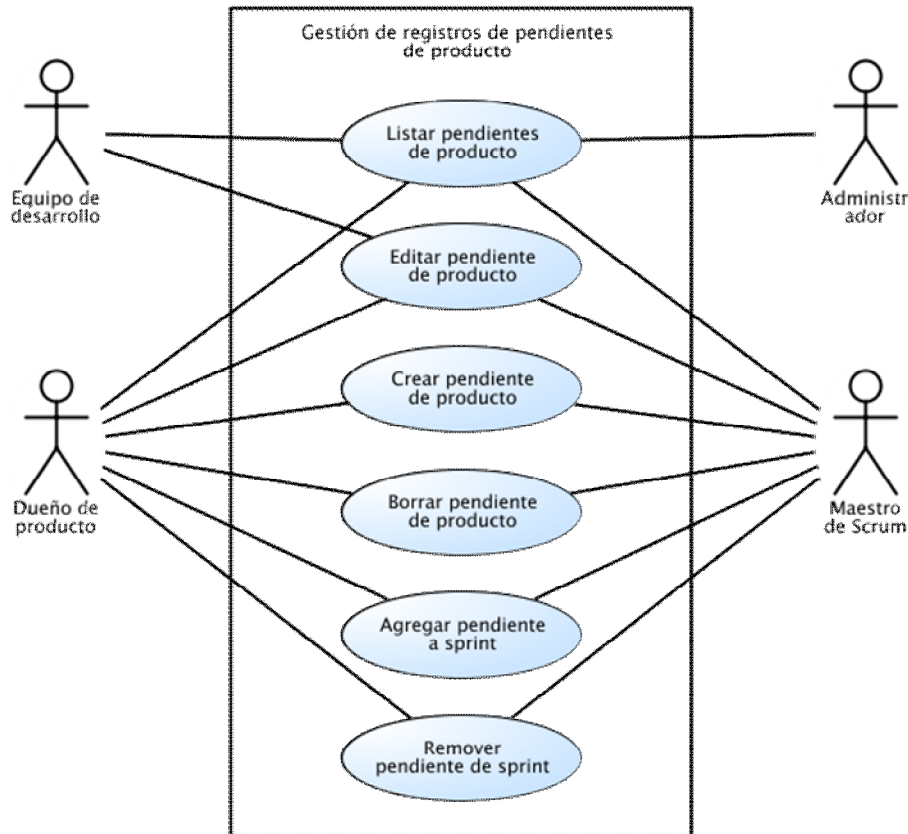 Gestión de registros de pendientes
de producto
Listar pendientes
de producto
Equipo de
desarrollo
Administr
ador
Editar pendiente
de producto
Crear pendiente
de producto
Dueño de
producto
Maestro
de Scrum
Borrar pendiente
de producto
Agregar pendiente
a sprint
Remover
pendiente de sprint